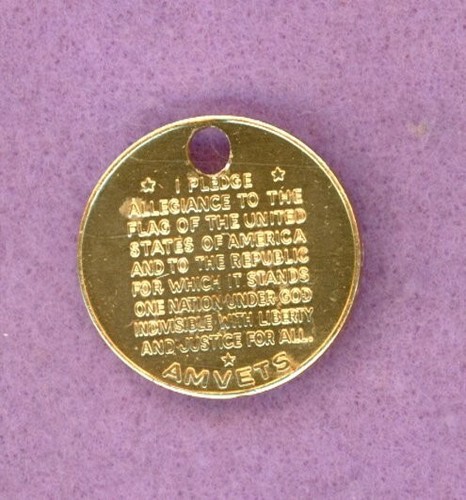 I PLEDGE
ALLEGIANCE TO THE
FLAG OF THE UNITED
STATES OF AMERICA
AND TO THE REPUBLIC
FOR WHICH IT STANDS
ONE NATION UNDER GOD
INDIVISIBLE WITH LIBERTY
AND JUSTICE FOR ALL.
AMVETS